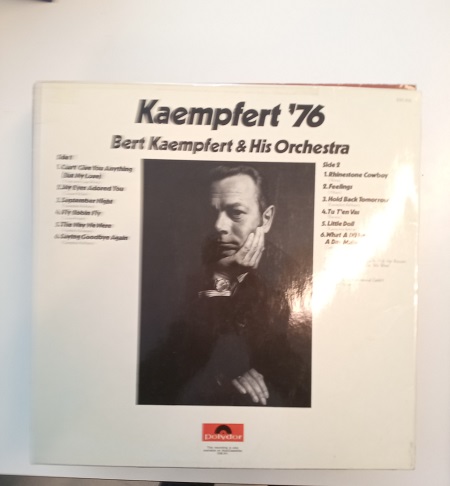 Kaempfert '76
Bert Kaempfert & His Orchestra
Side 1
1. Can't Give You Anything
(But My Love)
2. My Eyes Adored You
3. September Night
4. Fly Robin Fly
5. The Way We Were
6. Saying Goodbye Again
Side 2
1. Rhinestone Cowboy
2. Feelings
3. Hold Back Tomorrow
4. Tu T'en Vas
5. Little Doll
6. What A
A Day
Polydor